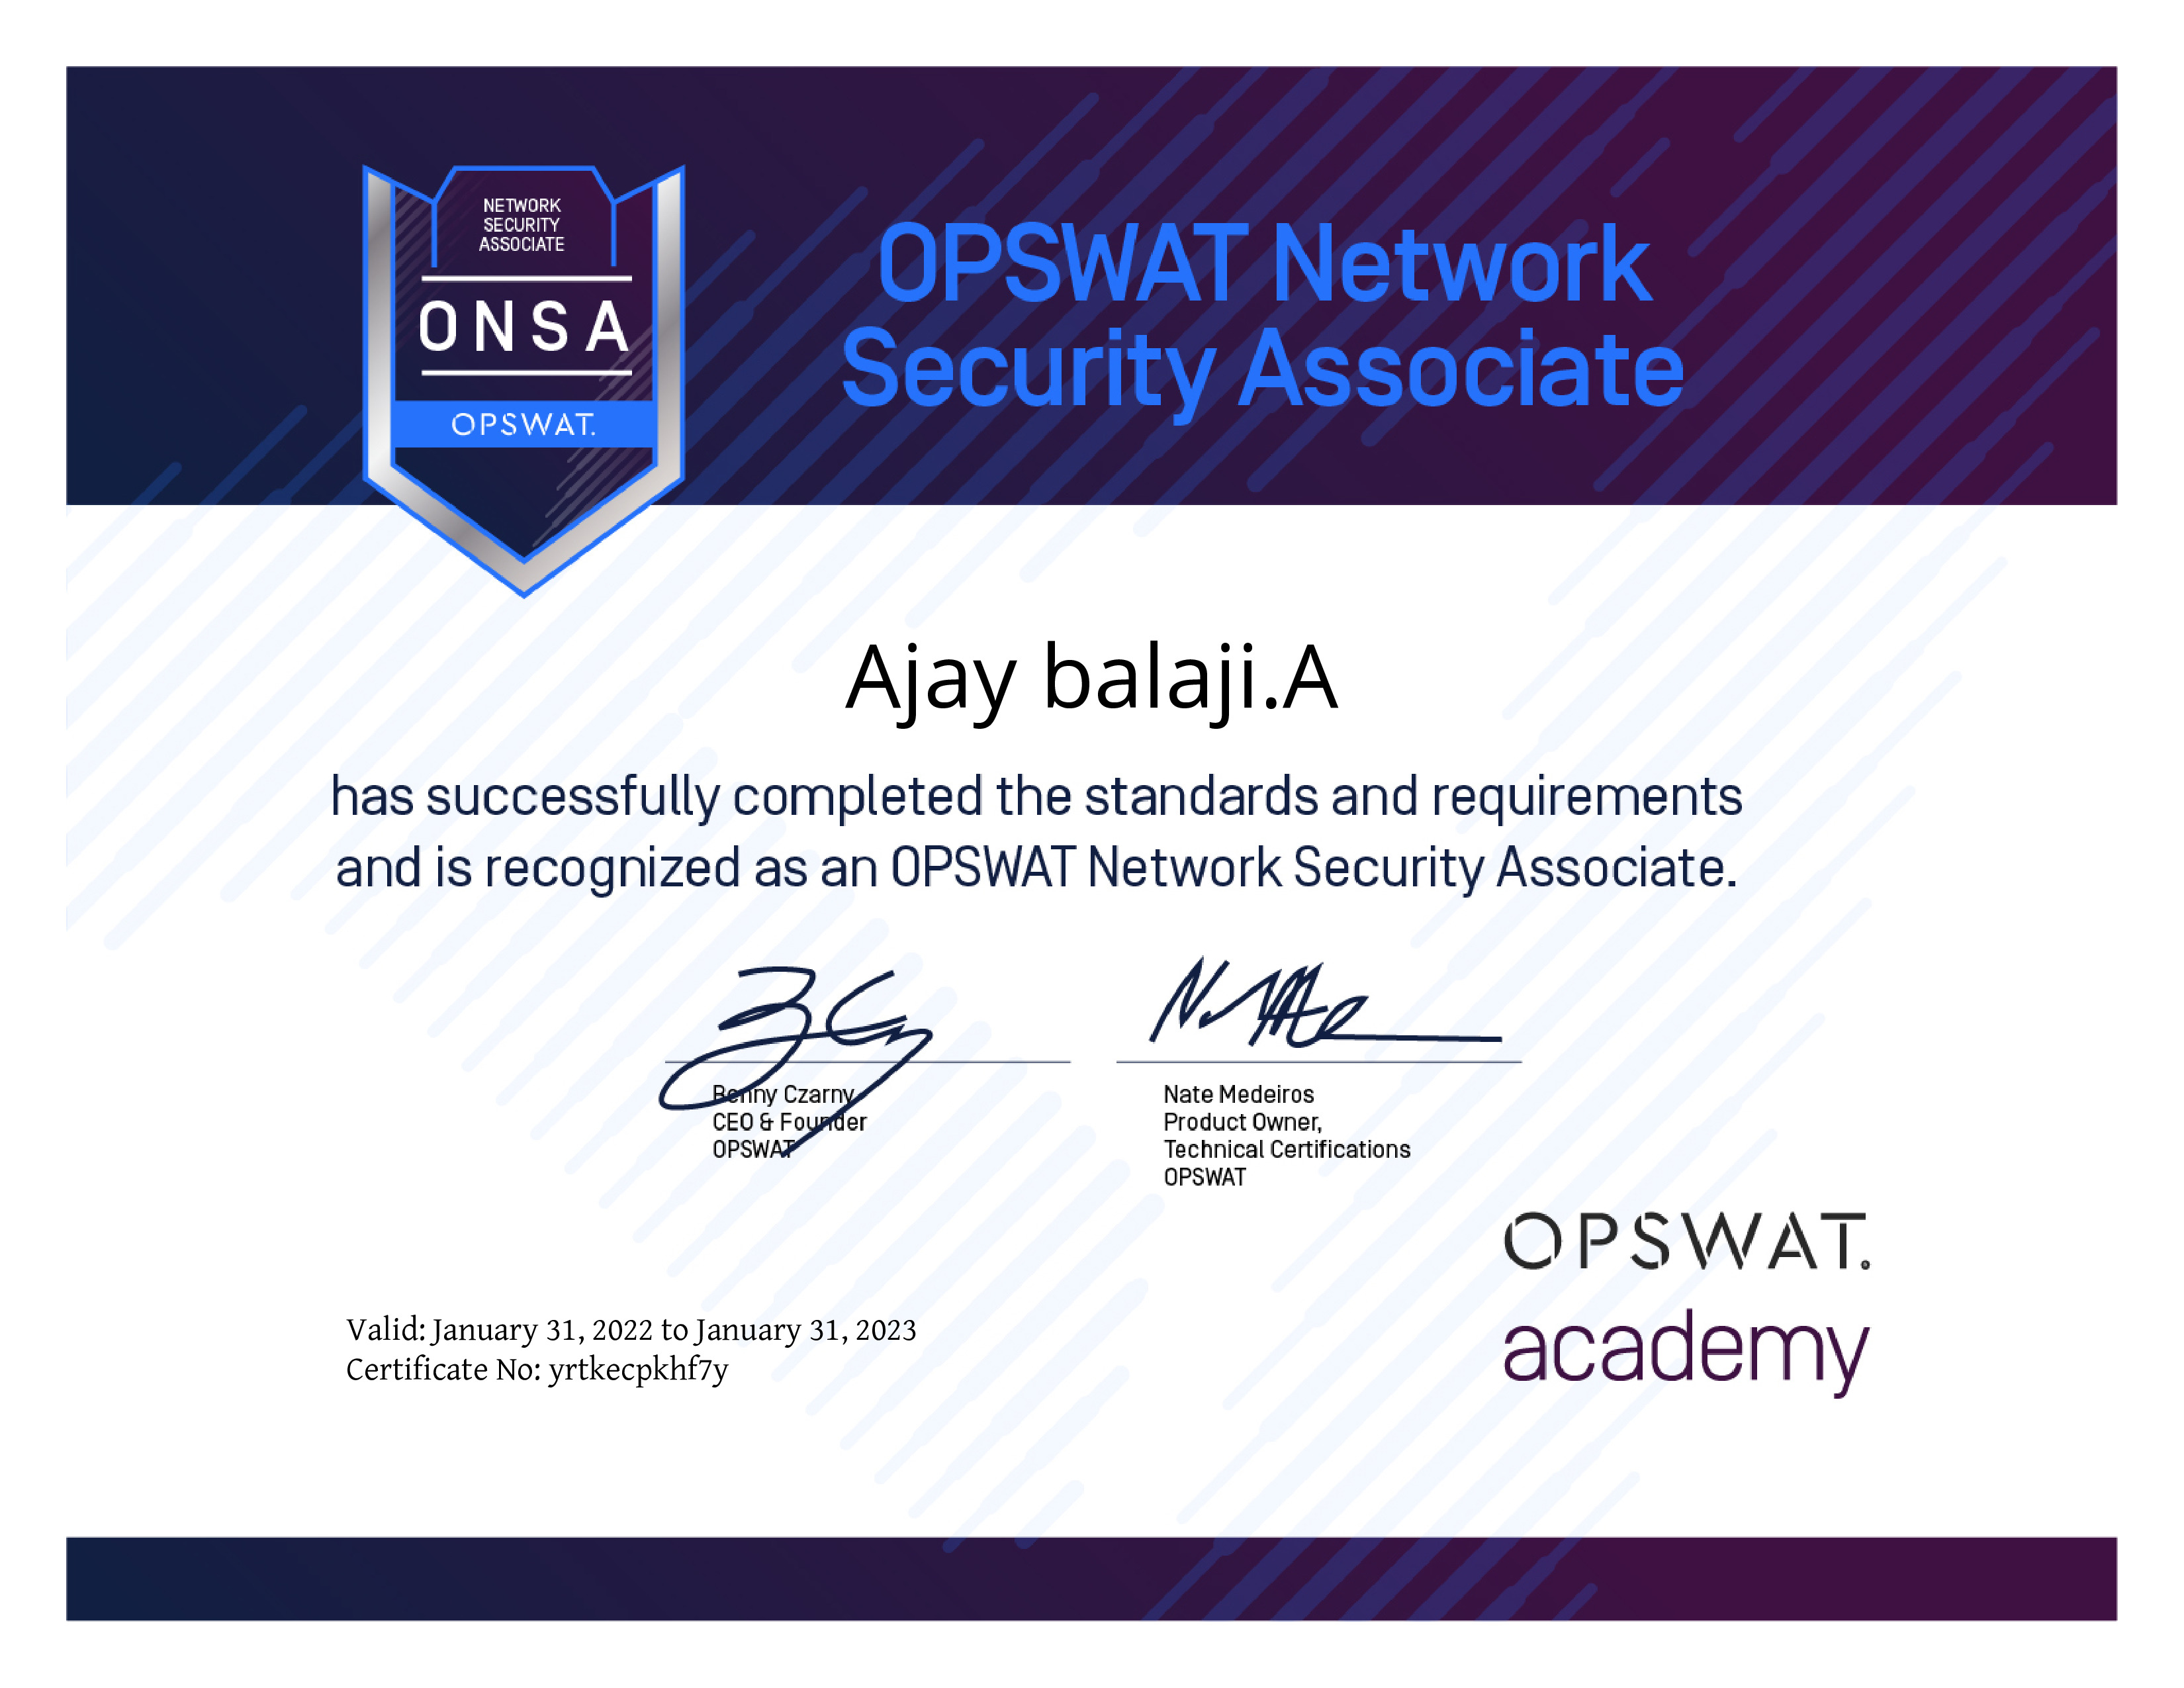 NETWORK
SECURITY
ASSOCIATE
ONSA
OPSWAT.
OPSWAT Network
Security Associate
Ajay balaji.A
has successfully completed the standards and requirements
and is recognized as an OPSWAT Network Security Associate.
Benny Czarny
CEO & Founder
OPSWAT
Nate Medeiros
Product Owner,
Technical Certifications
OPSWAT
OPSWAT.
academy
Valid: January 31, 2022 to January 31, 2023
Certificate No: yrtkecpkhf7y